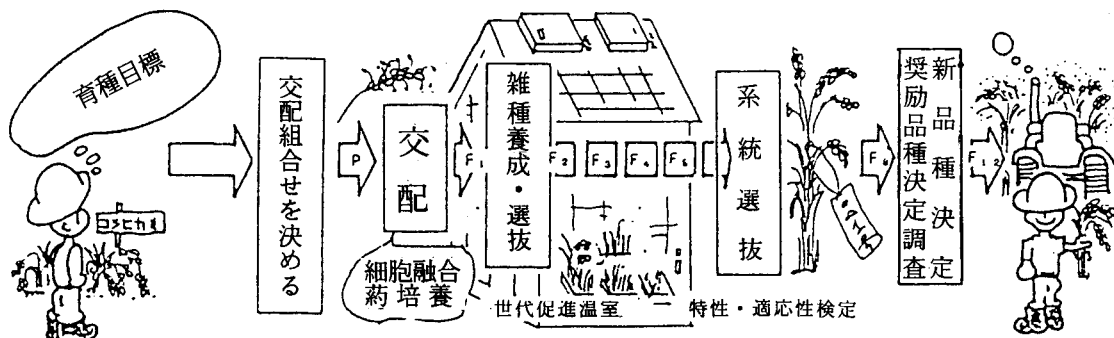 育種目標
コシヒカリ
交配組合せを決める
P
交配
細胞融合
葯培養
F₁
雑種養成・選抜
F₂
F₃
F₄
F₅
世代促進温室
系統選抜
特性・適応性検定
新品種決定
奨励品種決定調査
F₁₂